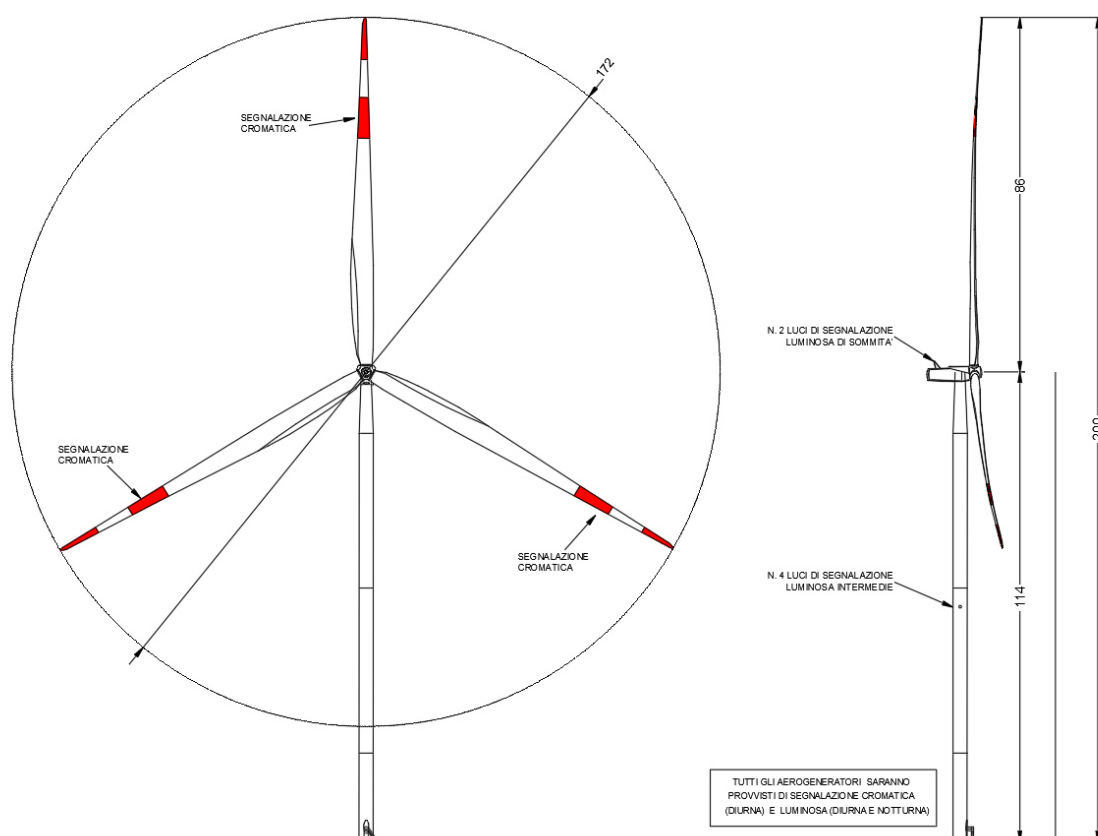 172
SEGNALAZIONE
CROMATICA
SEGNALAZIONE
CROMATICA
SEGNALAZIONE
CROMATICA
86
N. 2 LUCI DI SEGNALAZIONE
LUMINOSA DI SOMMITA'
N. 4 LUCI DI SEGNALAZIONE
LUMINOSA INTERMEDIE
114
TUTTI GLI AEROGENERATORI SARANNO
PROVVISTI DI SEGNALAZIONE CROMATICA
(DIURNA) E LUMINOSA (DIURNA E NOTTURNA)